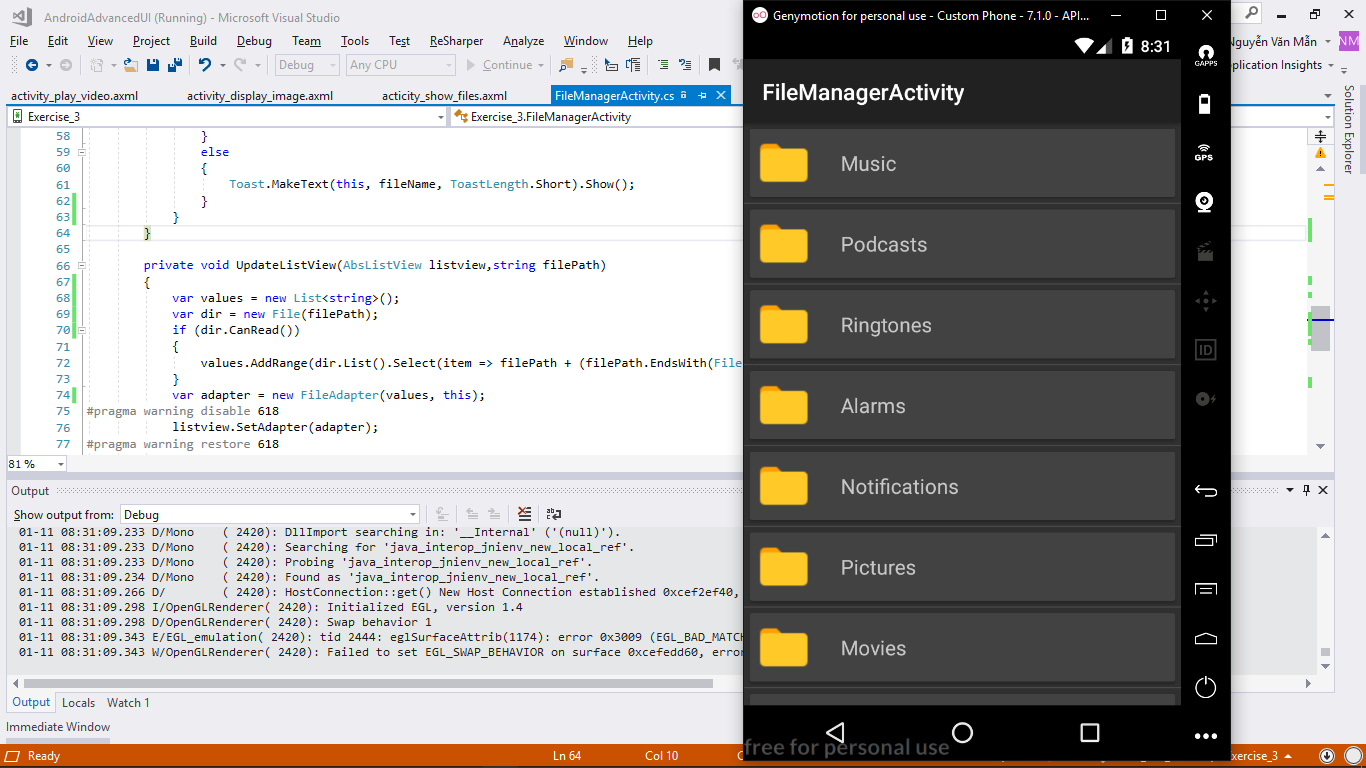 AndroidAdvancedUI (Running) - Microsoft Visual Studio
File Edit View Project Build Debug Team Tools Test ReSharper Analyze Window Help
Nguyễn Văn Mẫn NM
Debug Any CPU Continue
pplication Insights
activity_play_video.axml activity_display_image.axml acticity_show_files.axml FileManagerActivity.cs
Exercise_3 Exercise_3.FileManagerActivity
58 }
59 else
60 {
61 Toast.MakeText(this, fileName, ToastLength.Short).Show();
62 }
63 }
64 }
65
66 private void UpdateListView(AbsListView listview,string filePath)
67 {
68 var values = new List<string>();
69 var dir = new File(filePath);
70 if (dir.CanRead())
71 {
72 values.AddRange(dir.List().Select(item => filePath + (filePath.EndsWith(File
73 }
74 var adapter = new FileAdapter(values, this);
75 #pragma warning disable 618
76 listview.SetAdapter(adapter);
77 #pragma warning restore 618
81 %
Output
Show output from: Debug
01-11 08:31:09.233 D/Mono ( 2420): DllImport searching in: '__Internal' ('(null)').
01-11 08:31:09.233 D/Mono ( 2420): Searching for 'java_interop_jnienv_new_local_ref'.
01-11 08:31:09.233 D/Mono ( 2420): Probing 'java_interop_jnienv_new_local_ref'.
01-11 08:31:09.234 D/Mono ( 2420): Found as 'java_interop_jnienv_new_local_ref'.
01-11 08:31:09.266 D/ ( 2420): HostConnection::get() New Host Connection established 0xcef2ef40,
01-11 08:31:09.298 I/OpenGLRenderer( 2420): Initialized EGL, version 1.4
01-11 08:31:09.298 D/OpenGLRenderer( 2420): Swap behavior 1
01-11 08:31:09.343 E/EGL_emulation( 2420): tid 2444: eglSurfaceAttrib(1174): error 0x3009 (EGL_BAD_MATCH
01-11 08:31:09.343 W/OpenGLRenderer( 2420): Failed to set EGL_SWAP_BEHAVIOR on surface 0xcefedd60, error
Output Locals Watch 1
Immediate Window
Ready Ln 64 Col 10 C
xercise_3
Solution Explorer
Genymotion for personal use - Custom Phone - 7.1.0 - API...
8:31
FileManagerActivity
Music
Podcasts
Ringtones
Alarms
Notifications
Pictures
Movies
free for personal use
GAPPS
GPS
ID